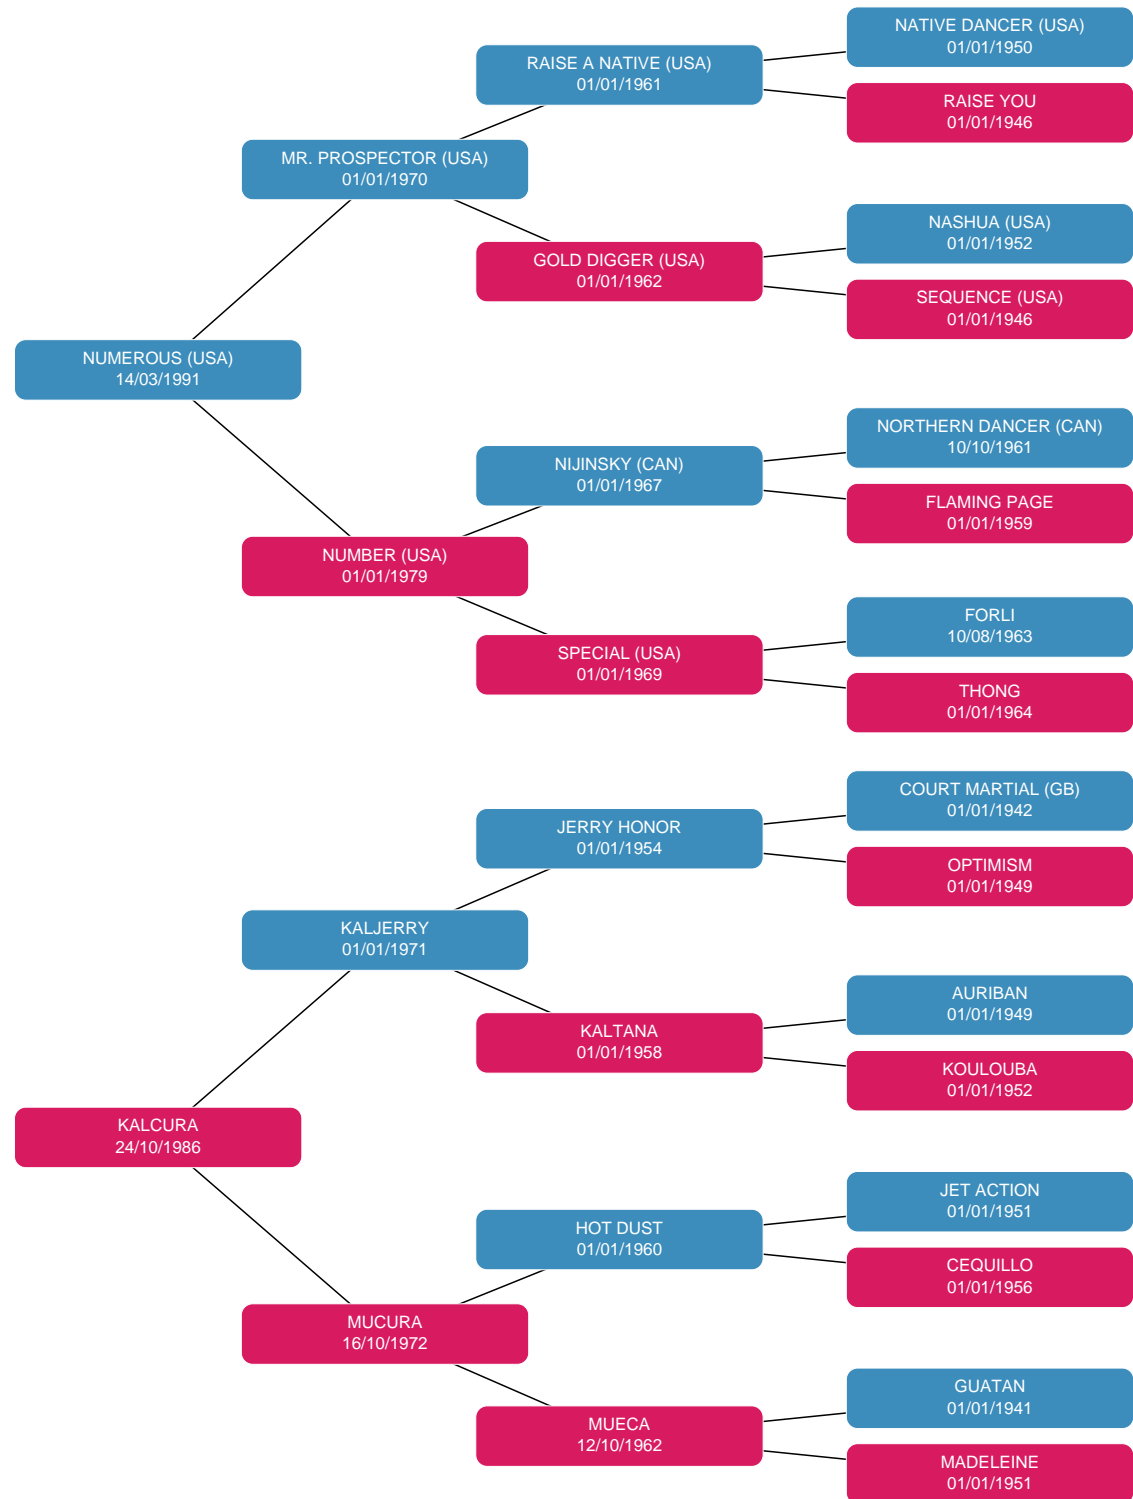 NATIVE DANCER (USA)
01/01/1950
RAISE A NATIVE (USA)
01/01/1961
RAISE YOU
01/01/1946
MR. PROSPECTOR (USA)
01/01/1970
NASHUA (USA)
01/01/1952
GOLD DIGGER (USA)
01/01/1962
SEQUENCE (USA)
01/01/1946
NUMEROUS (USA)
14/03/1991
NORTHERN DANCER (CAN)
10/10/1961
NIJINSKY (CAN)
01/01/1967
FLAMING PAGE
01/01/1959
NUMBER (USA)
01/01/1979
FORLI
10/08/1963
SPECIAL (USA)
01/01/1969
THONG
01/01/1964
COURT MARTIAL (GB)
01/01/1942
JERRY HONOR
01/01/1954
OPTIMISM
01/01/1949
KALJERRY
01/01/1971
AURIBAN
01/01/1949
KALTANA
01/01/1958
KOULOUBA
01/01/1952
KALCURA
24/10/1986
JET ACTION
01/01/1951
HOT DUST
01/01/1960
CEQUILLO
01/01/1956
MUCURA
16/10/1972
GUATAN
01/01/1941
MUECA
12/10/1962
MADELEINE
01/01/1951